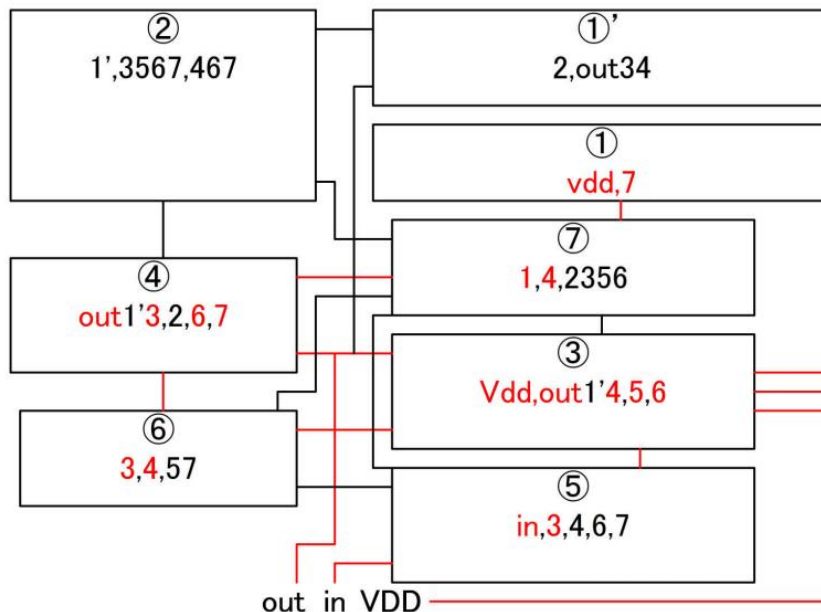 ②
1',3567,467
①'
2,out34
①
vdd,7
⑦
1,4,2356
④
out1'3,2,6,7
③
Vdd,out1'4,5,6
⑥
3,4,57
⑤
in,3,4,6,7
out in VDD